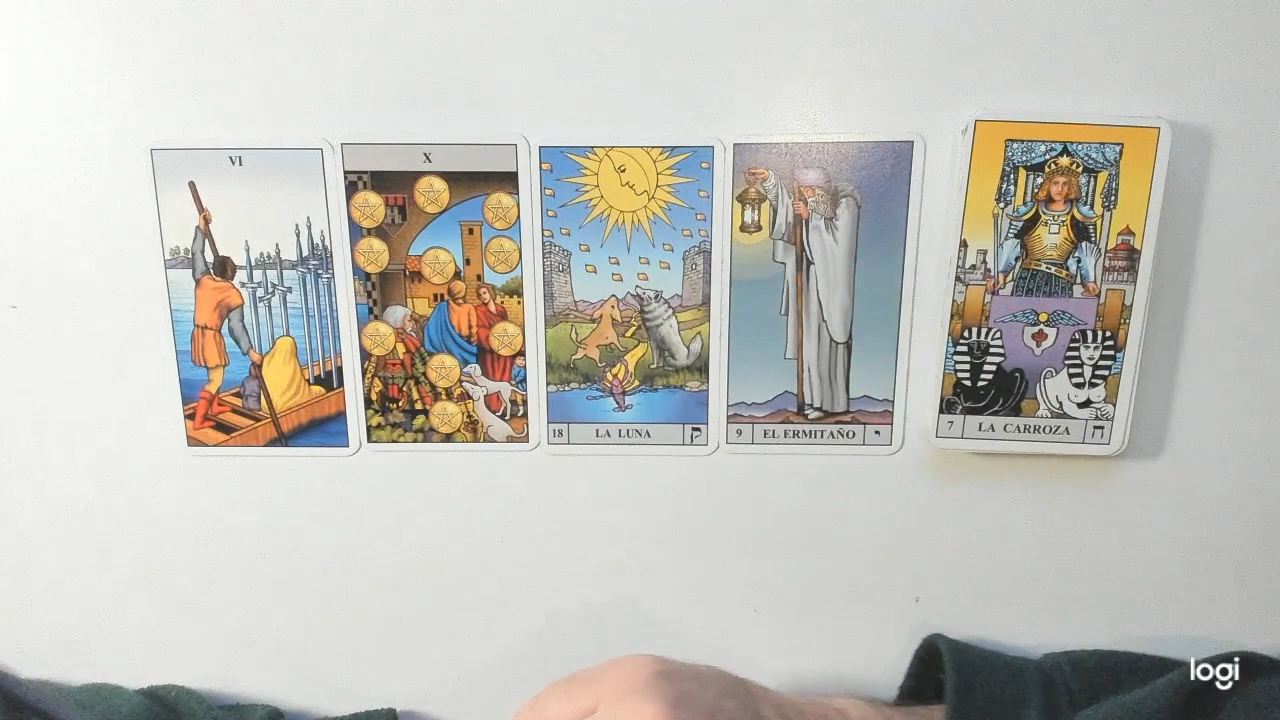 VI
X
18 LA LUNA ק
9 EL ERMITAÑO י
7 LA CARROZA ח
logi